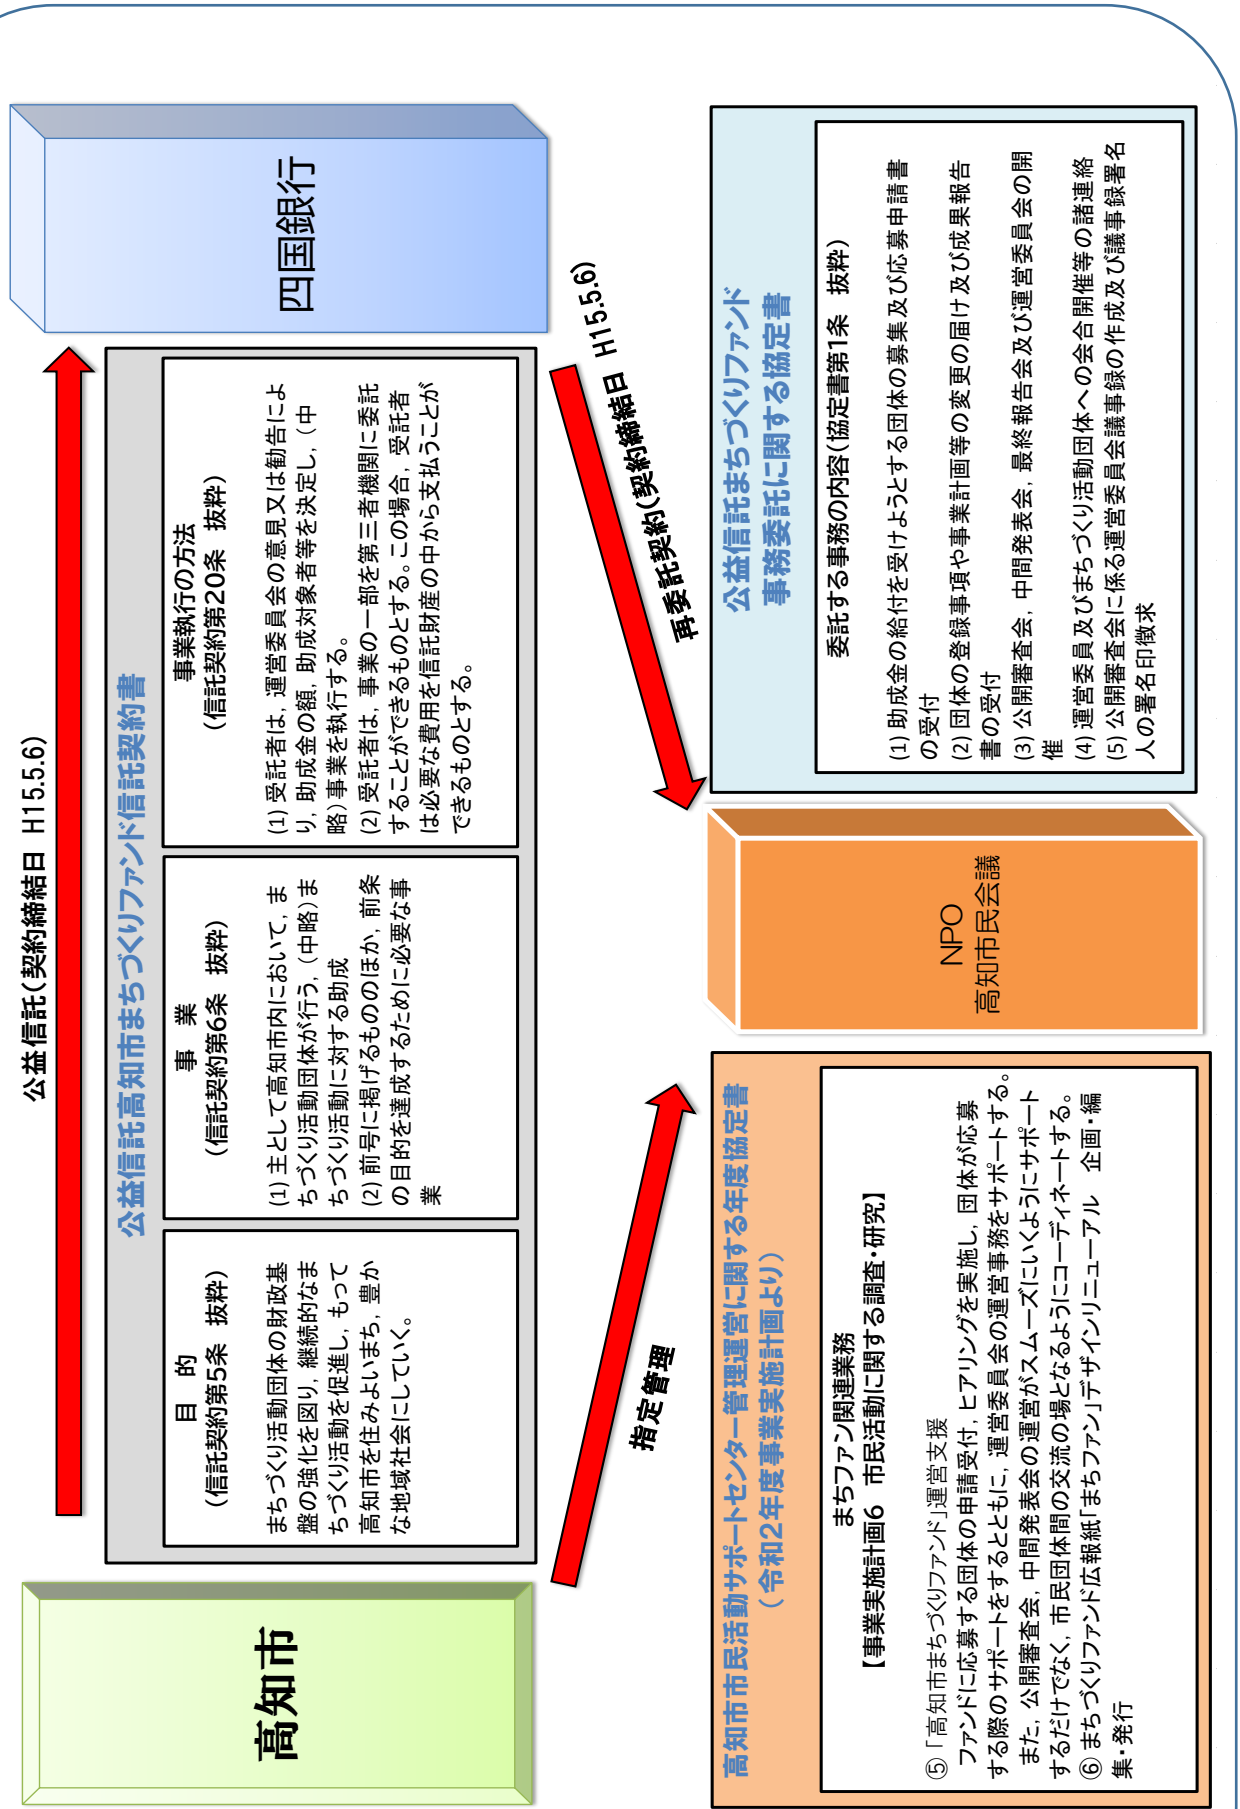 公益信託（契約締結日　H15.5.6）
高知市
公益信託高知市まちづくりファンド信託契約書
目　的
（信託契約第5条　抜粋）
まちづくり活動団体の財政基
盤の強化を図り，継続的なま
ちづくり活動を促進し，もって
高知市を住みよいまち，豊か
な地域社会にしていく。
事　業
（信託契約第6条　抜粋）
(1) 主として高知市内において，ま
ちづくり活動団体が行う，（中略）ま
ちづくり活動に対する助成
(2) 前号に掲げるもののほか，前条
の目的を達成するために必要な事
業
事業執行の方法
（信託契約第20条　抜粋）
(1) 受託者は，運営委員会の意見又は勧告によ
り，助成金の額，助成対象者等を決定し，（中
略）事業を執行する。
(2) 受託者は，事業の一部を第三者機関に委託
することができるものとする。この場合，受託者
は必要な費用を信託財産の中から支払うことが
できるものとする。
四国銀行
指定管理
再委託契約（契約締結日　H15.5.6）
高知市市民活動サポートセンター管理運営に関する年度協定書
（令和2年度事業実施計画より）
まちファン関連業務
【事業実施計画6　市民活動に関する調査・研究】
⑤「高知市まちづくりファンド」運営支援
ファンドに応募する団体の申請受付，ヒアリングを実施し，団体が応募
する際のサポートをするとともに，運営委員会の運営事務をサポートする。
また，公開審査会，中間発表会の運営がスムーズにいくようにサポート
するだけでなく，市民団体間の交流の場となるようにコーディネートする。
⑥ まちづくりファンド広報紙「まちファン」デザインリニューアル　企画・編
集・発行
NPO
高知市民会議
公益信託まちづくりファンド
事務委託に関する協定書
委託する事務の内容（協定書第1条　抜粋）
(1) 助成金の給付を受けようとする団体の募集及び応募申請書
の受付
(2) 団体の登録事項や事業計画等の変更の届け及び成果報告
書の受付
(3) 公開審査会，中間発表会，最終報告会及び運営委員会の開
催
(4) 運営委員及びまちづくり活動団体への会合開催等の諸連絡
(5) 公開審査会に係る運営委員会議事録の作成及び議事録署名
人の署名印徴求